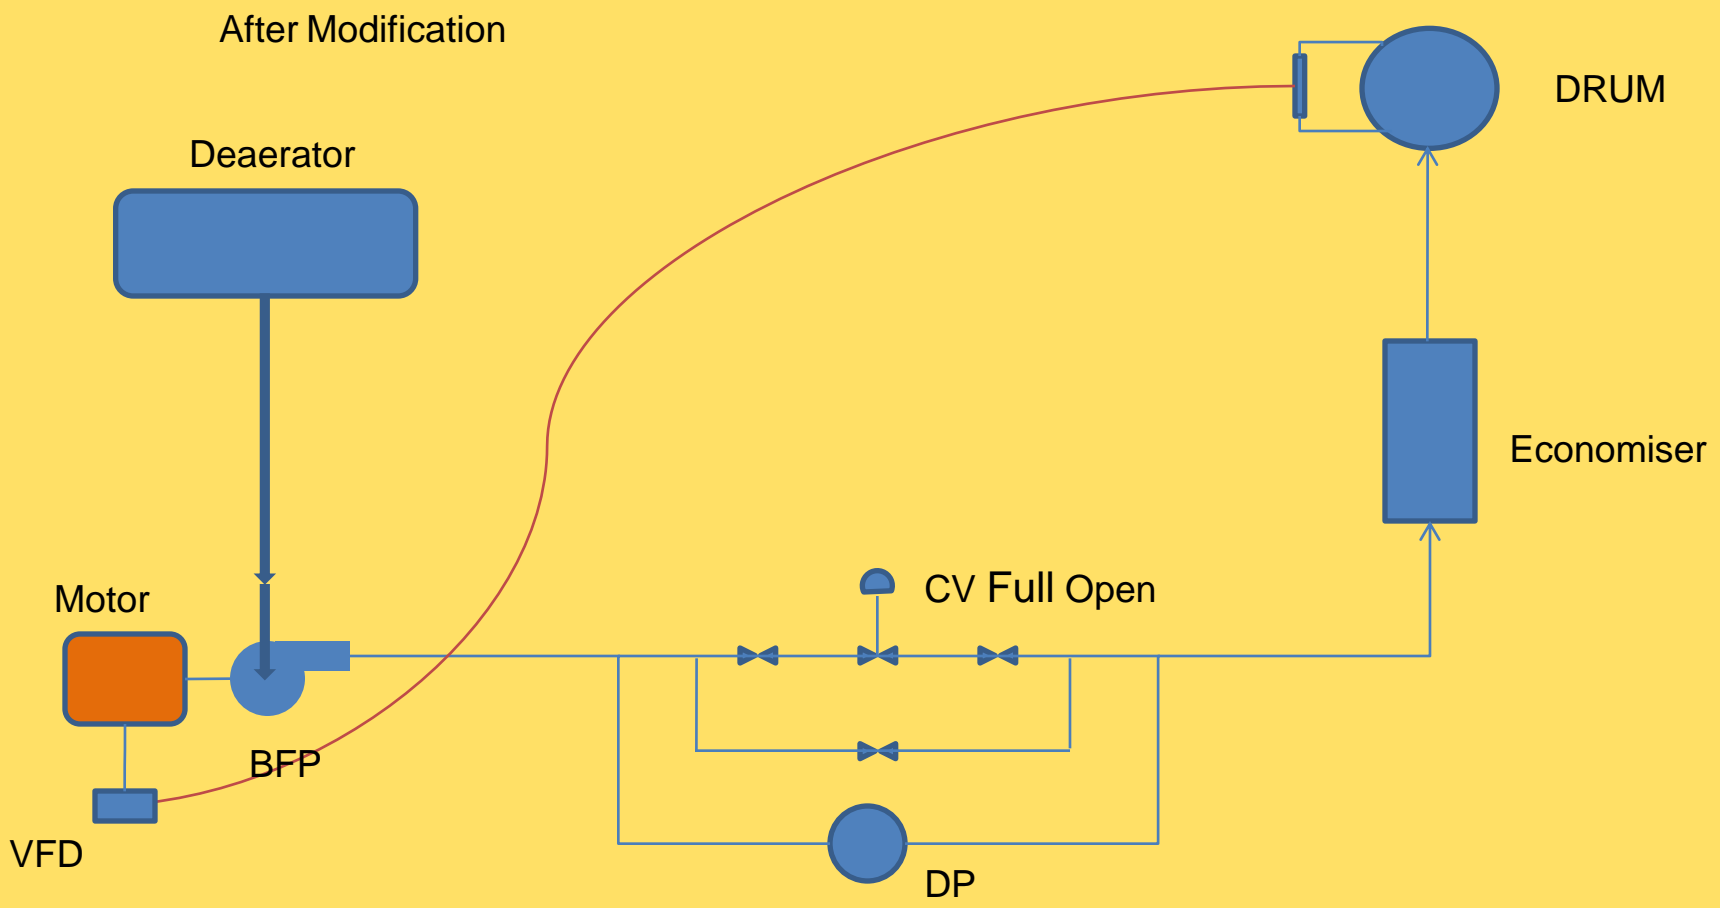 After Modification
DRUM
Deaerator
Economiser
CV Full Open
Motor
BFP
VFD
DP